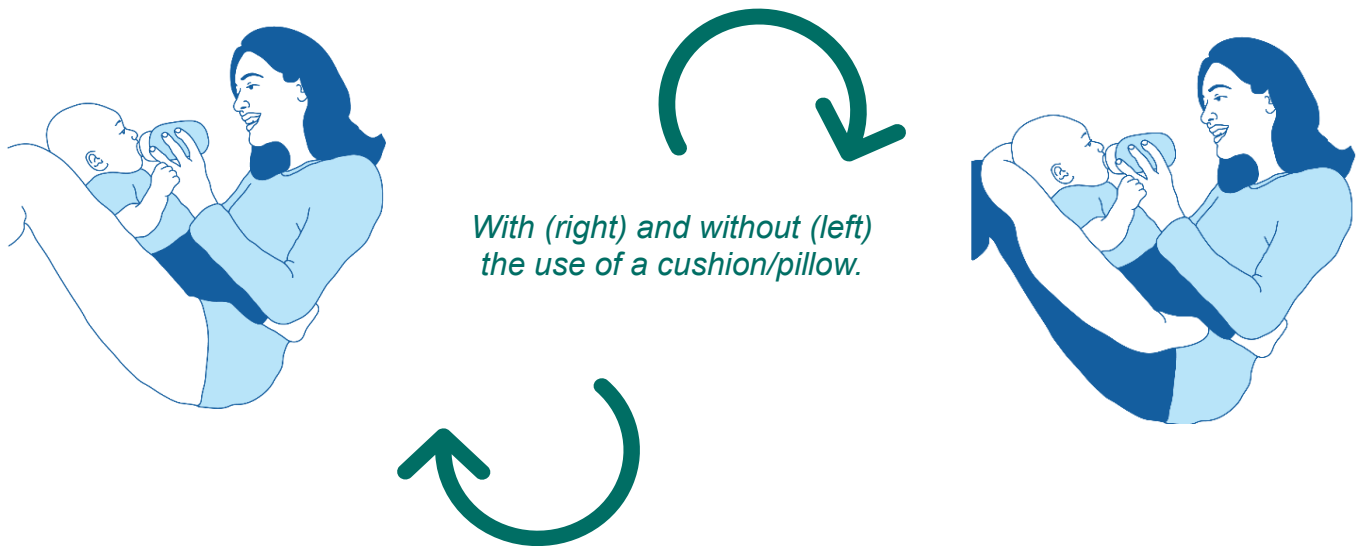 With (right) and without (left)
the use of a cushion/pillow.